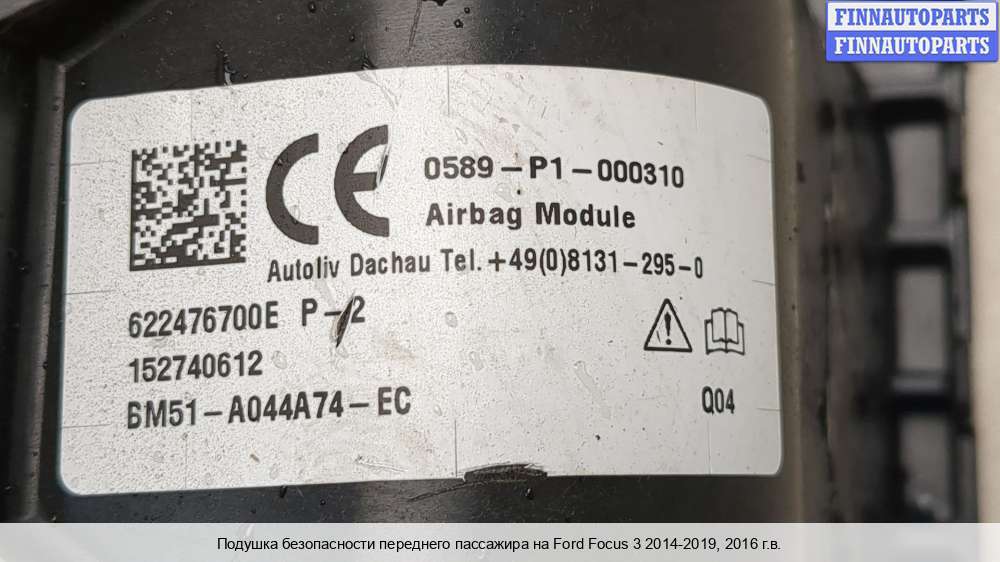 FINNAUTOPARTS
FINNAUTOPARTS
CE
0589-P1-000310
Airbag Module
Autoliv Dachau Tel. +49(0)8131-295-0
622476700E P-/2
152740612
BM51-A044A74-EC
Q04
Подушка безопасности переднего пассажира на Ford Focus 3 2014-2019, 2016 г.в.